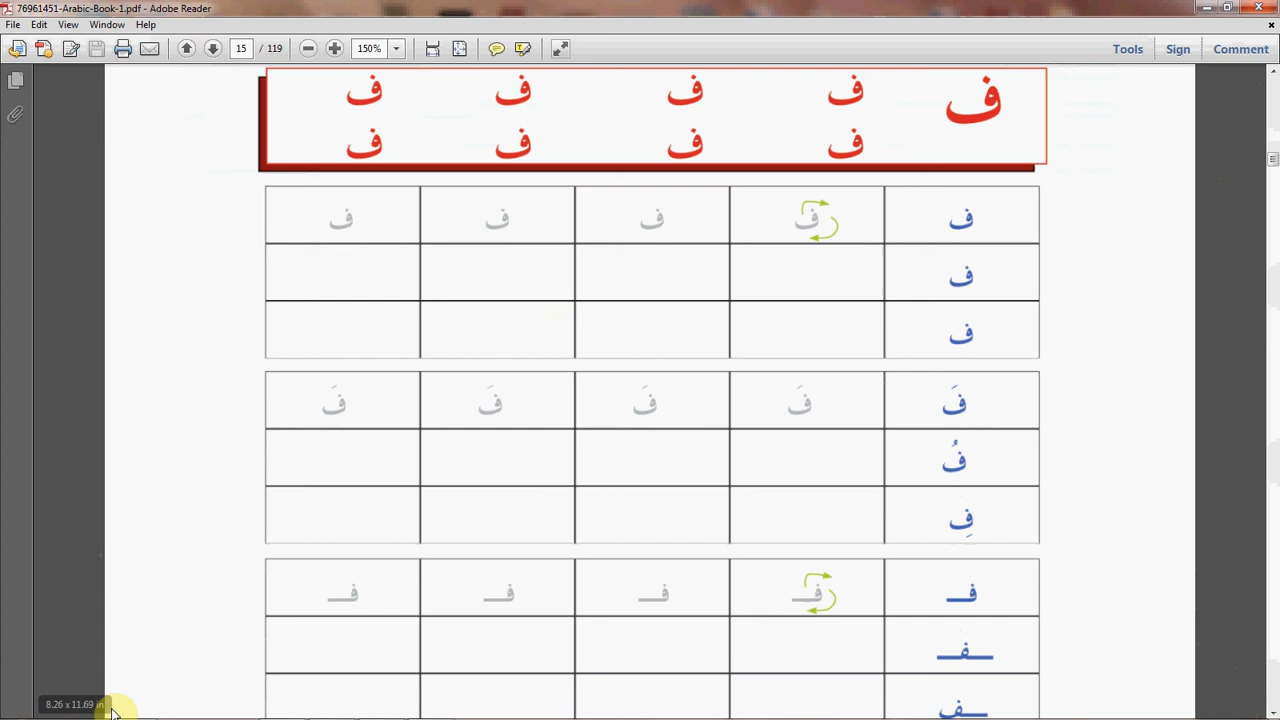 76961451-Arabic-Book-1.pdf - Adobe Reader
File Edit View Window Help
15 / 119 150% Tools Sign Comment
ف ف ف ف ف
ف ف ف ف
ف ف ف ف ف
ف
ف
فَ فَ فَ فَ فَ
فُ
فِ
فـ فـ فـ فـ فـ
ـفـ
ـف
8.26 x 11.69 in